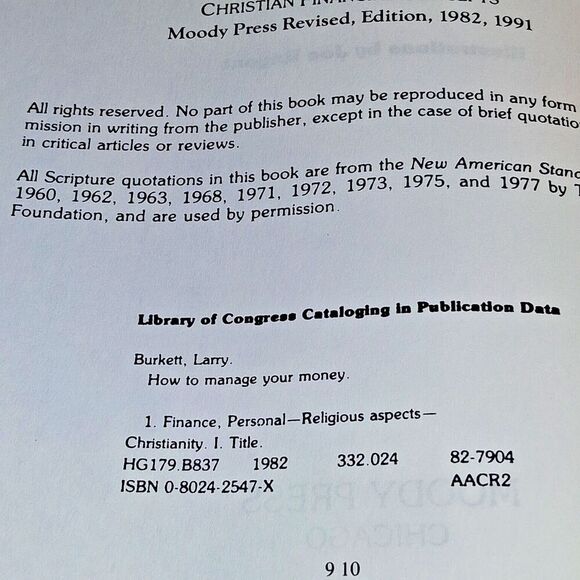 CHRISTIAN
Moody Press Revised, Edition, 1982, 1991
All rights reserved. No part of this book may be reproduced in any form
mission in writing from the publisher, except in the case of brief quotatio
in critical articles or reviews.
All Scripture quotations in this book are from the New American Stand
1960, 1962, 1963, 1968, 1971, 1972, 1973, 1975, and 1977 by T
Foundation, and are used by permission.
Library of Congress Cataloging in Publication Data
Burkett, Larry.
How to manage your money.
1. Finance, Personal—Religious aspects—
Christianity. I. Title.
HG179.B837 1982 332.024 82-7904
ISBN 0-8024-2547-X AACR2
MOODY PRESS
CHICAGO
9 10